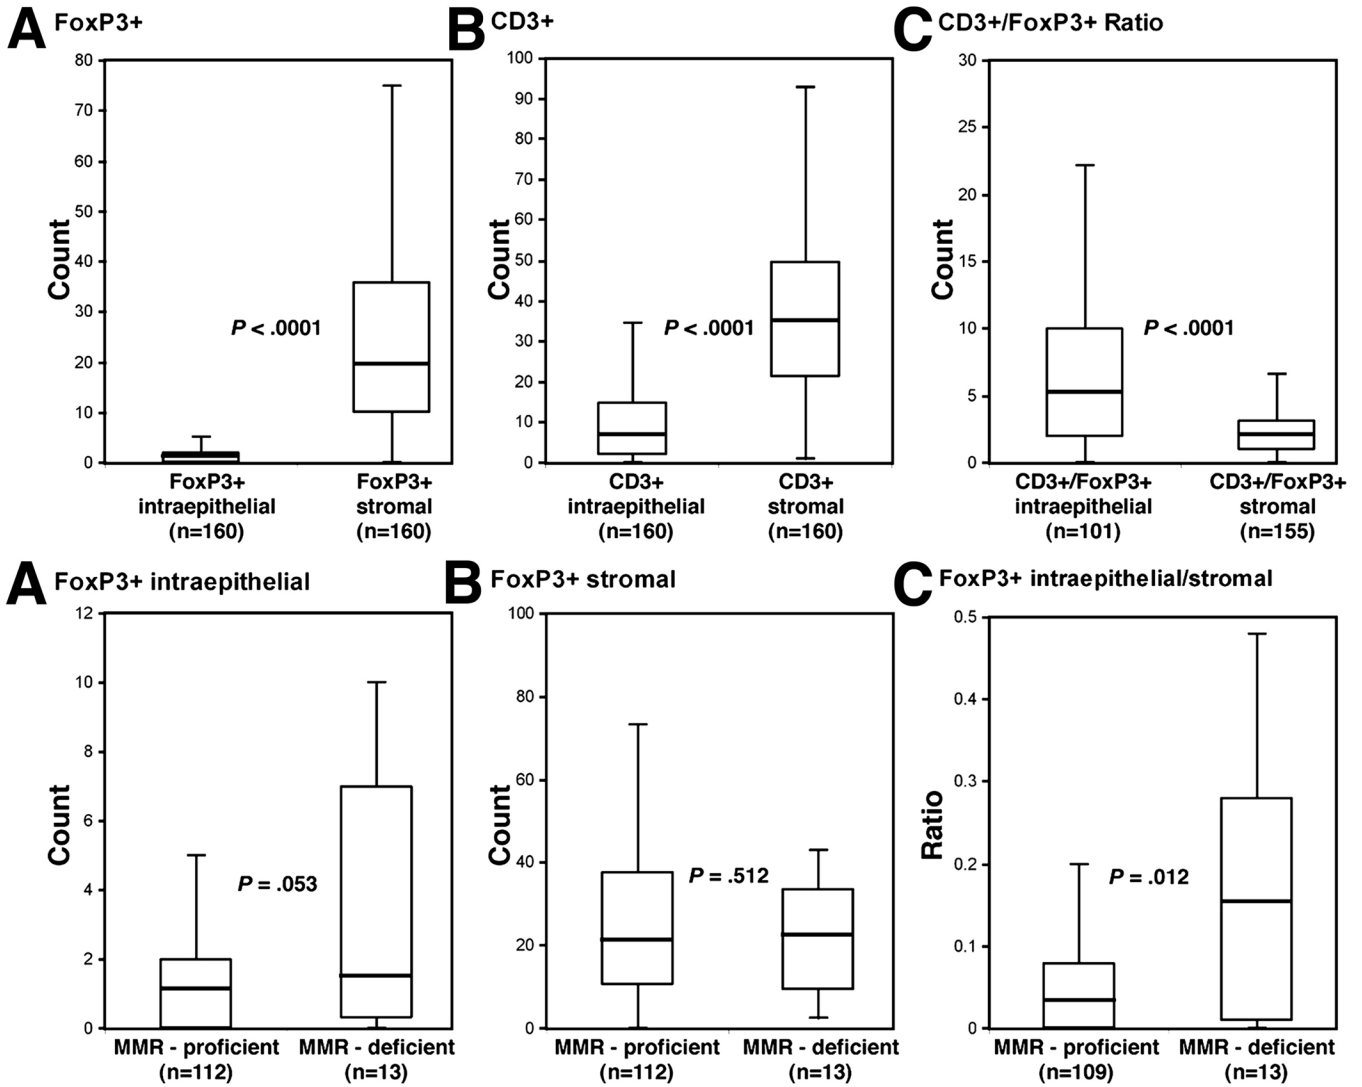 A FoxP3+
80
70
60
50
40
30
20
10
0
Count
P < .0001
FoxP3+
intraepithelial
(n=160)
FoxP3+
stromal
(n=160)
B CD3+
100
90
80
70
60
50
40
30
20
10
0
Count
P < .0001
CD3+
intraepithelial
(n=160)
CD3+
stromal
(n=160)
C CD3+/FoxP3+ Ratio
30
25
20
15
10
5
0
Count
P < .0001
CD3+/FoxP3+
intraepithelial
(n=101)
CD3+/FoxP3+
stromal
(n=155)
A FoxP3+ intraepithelial
12
10
8
6
4
2
0
Count
P = .053
MMR - proficient
(n=112)
MMR - deficient
(n=13)
B FoxP3+ stromal
100
80
60
40
20
0
Count
P = .512
MMR - proficient
(n=112)
MMR - deficient
(n=13)
C FoxP3+ intraepithelial/stromal
0.5
0.4
0.3
0.2
0.1
0
Ratio
P = .012
MMR - proficient
(n=109)
MMR - deficient
(n=13)